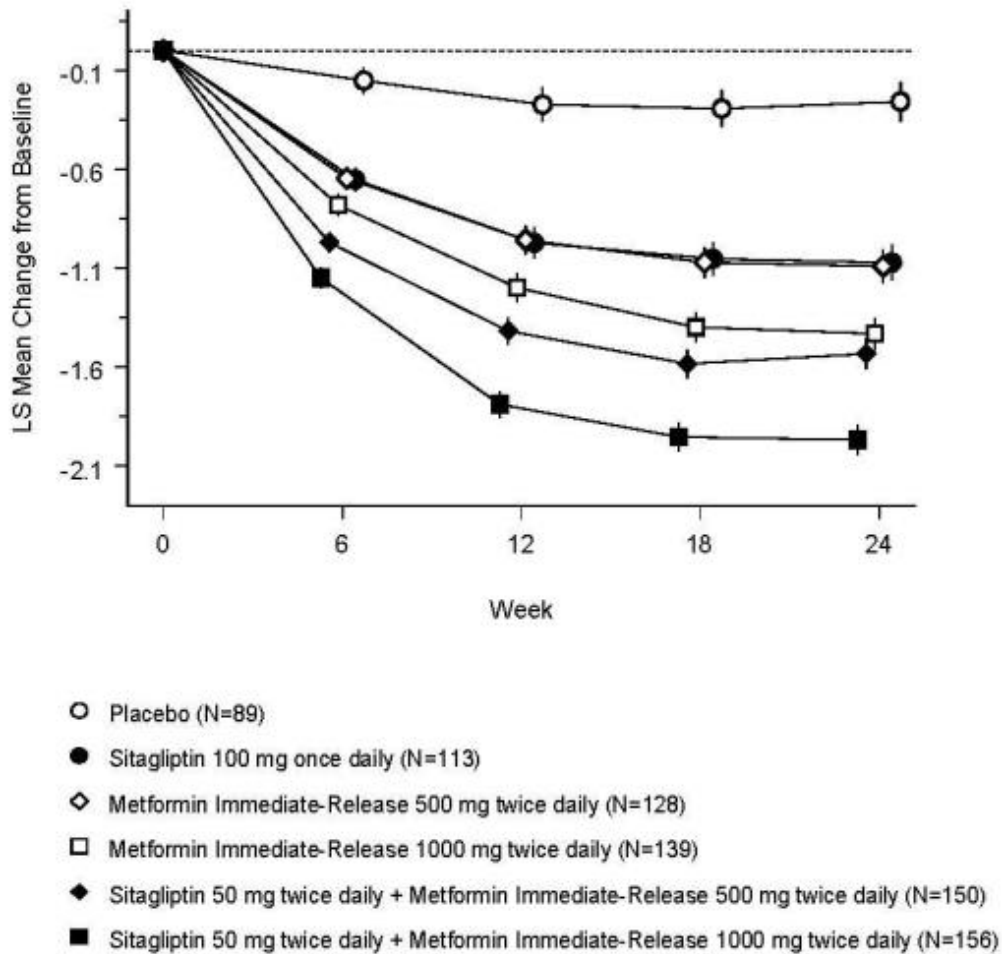 LS Mean Change from Baseline
-0.1
-0.6
-1.1
-1.6
-2.1
0 6 12 18 24
Week
Placebo (N=89)
Sitagliptin 100 mg once daily (N=113)
Metformin Immediate-Release 500 mg twice daily (N=128)
Metformin Immediate-Release 1000 mg twice daily (N=139)
Sitagliptin 50 mg twice daily + Metformin Immediate-Release 500 mg twice daily (N=150)
Sitagliptin 50 mg twice daily + Metformin Immediate-Release 1000 mg twice daily (N=156)